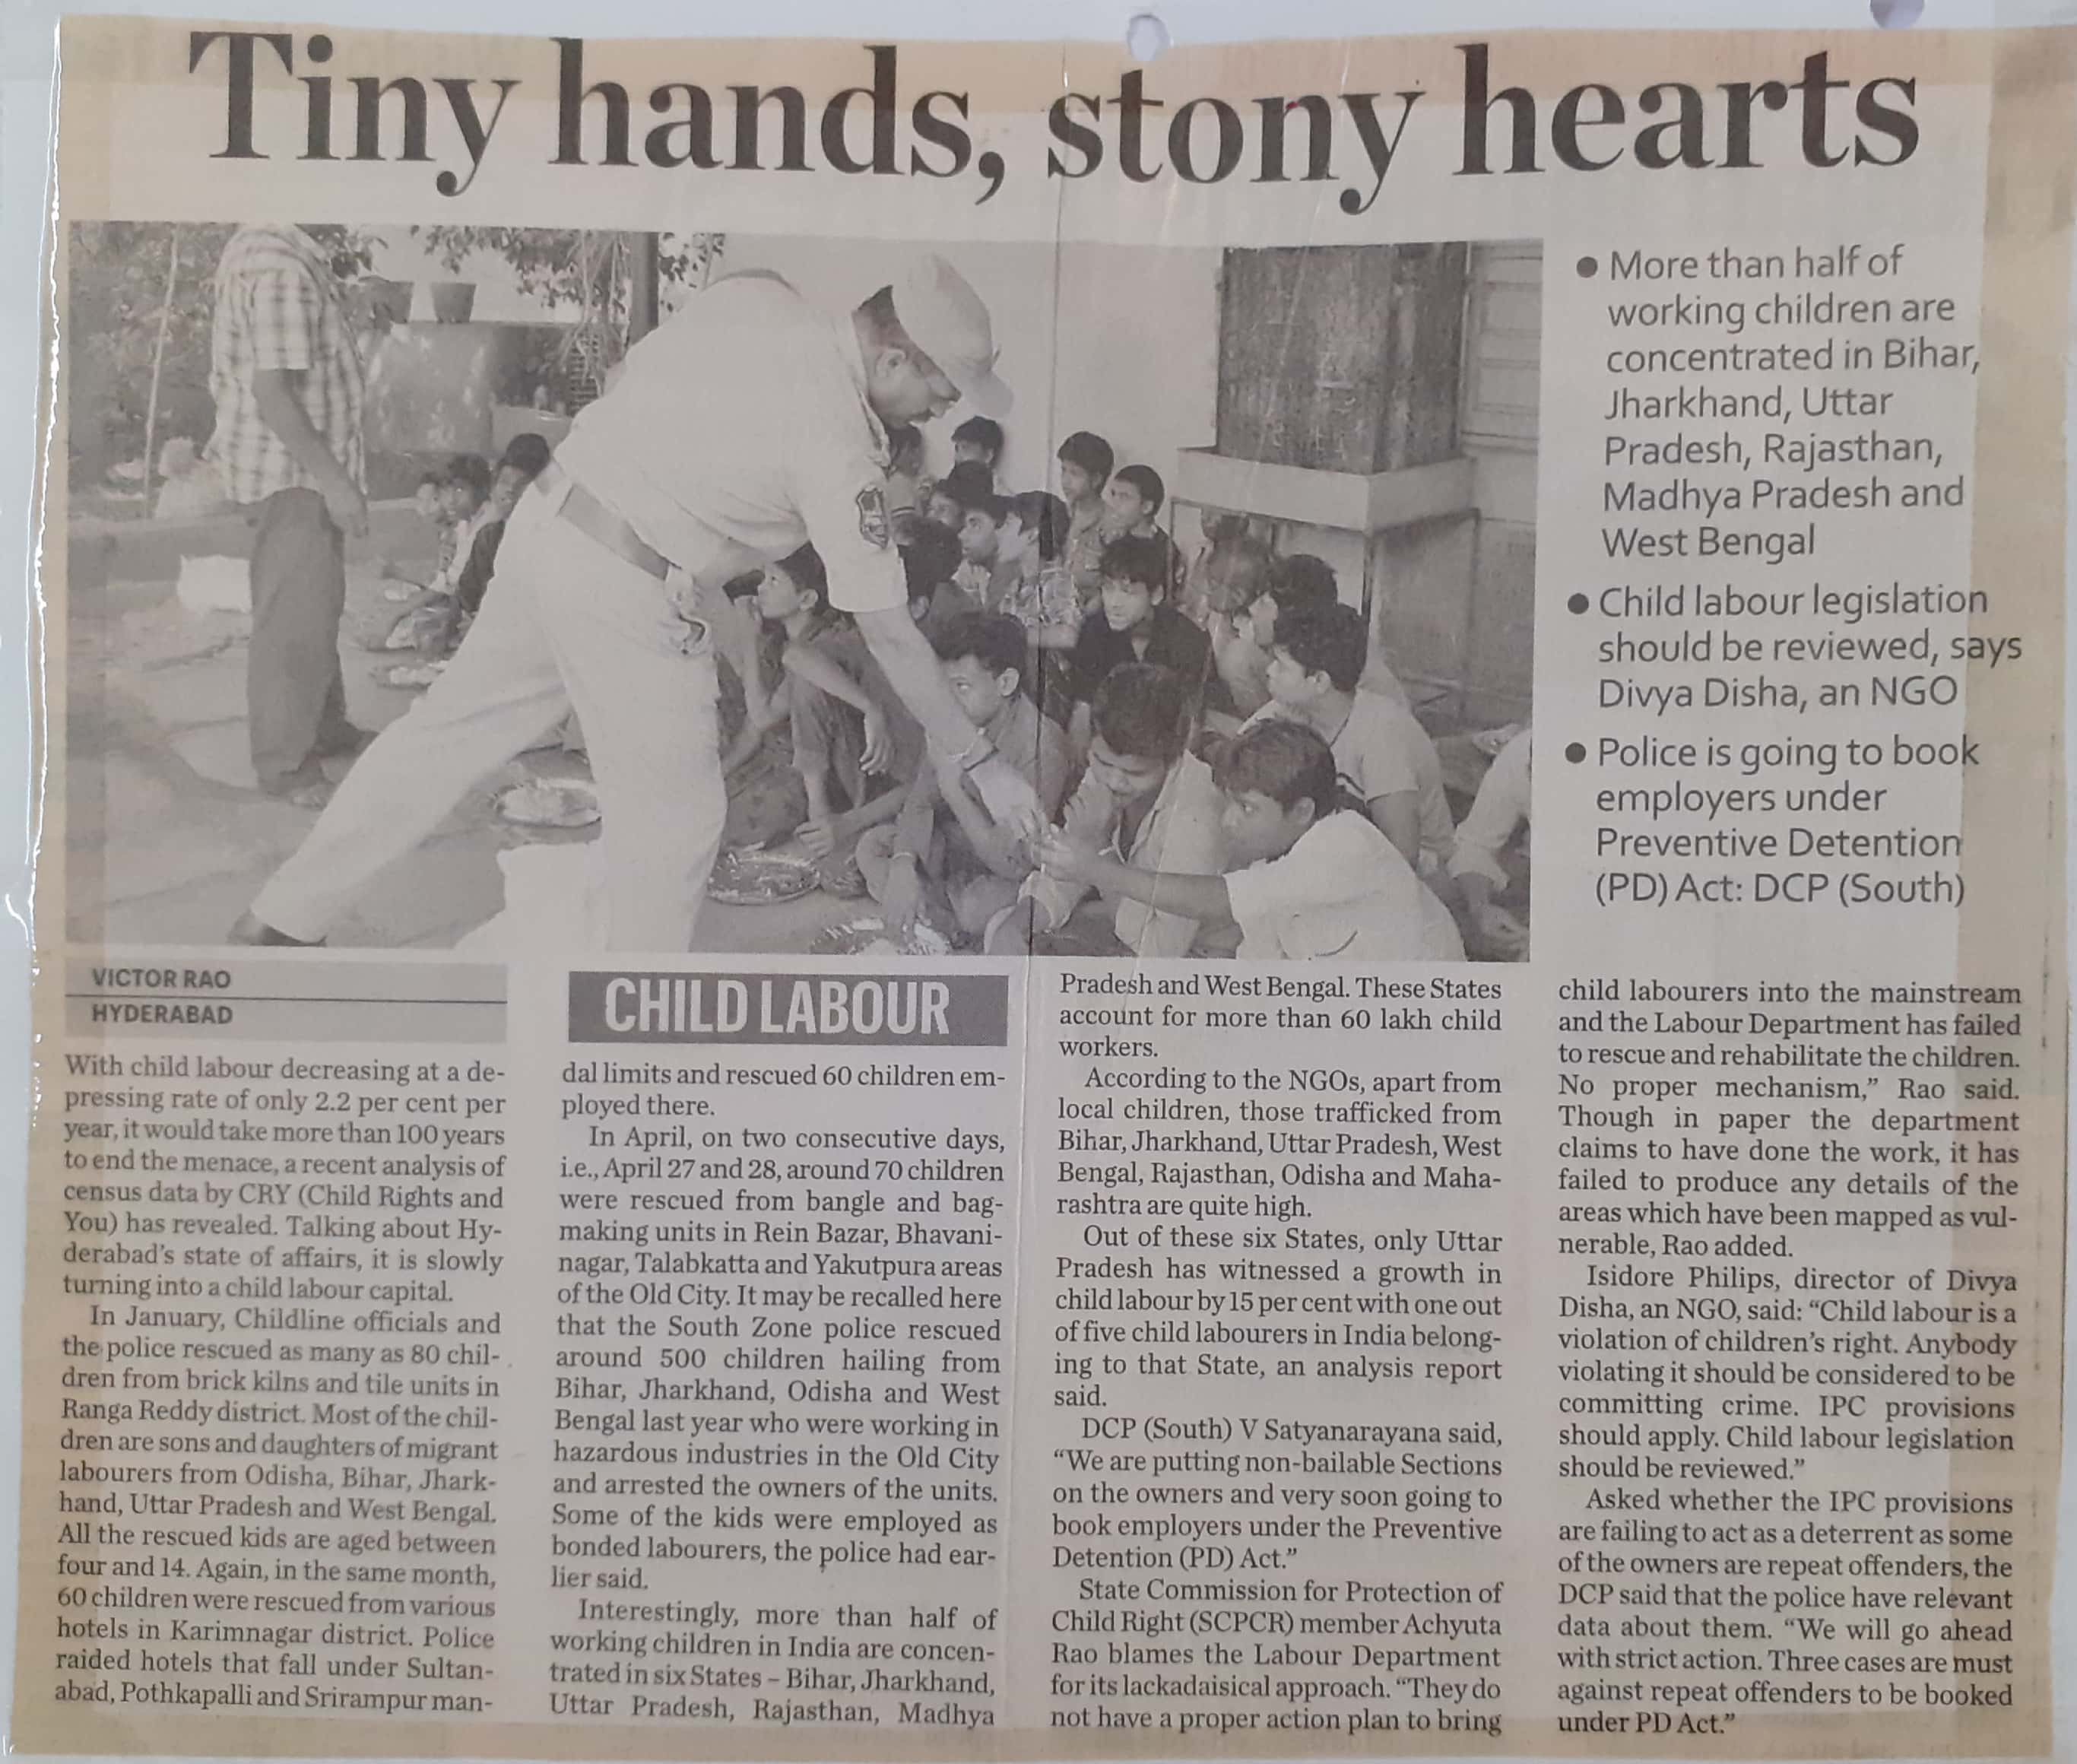 Tiny hands, stony hearts
● More than half of
working children are
concentrated in Bihar,
Jharkhand, Uttar
Pradesh, Rajasthan,
Madhya Pradesh and
West Bengal
● Child labour legislation
should be reviewed, says
Divya Disha, an NGO
● Police is going to book
employers under
Preventive Detention
(PD) Act: DCP (South)
VICTOR RAO
HYDERABAD
With child labour decreasing at a de-
pressing rate of only 2.2 per cent per
year, it would take more than 100 years
to end the menace, a recent analysis of
census data by CRY (Child Rights and
You) has revealed. Talking about Hy-
derabad's state of affairs, it is slowly
turning into a child labour capital.
In January, Childline officials and
the police rescued as many as 80 chil-
dren from brick kilns and tile units in
Ranga Reddy district. Most of the chil-
dren are sons and daughters of migrant
labourers from Odisha, Bihar, Jhark-
hand, Uttar Pradesh and West Bengal.
All the rescued kids are aged between
four and 14. Again, in the same month,
60 children were rescued from various
hotels in Karimnagar district. Police
raided hotels that fall under Sultan-
abad, Pothkapalli and Srirampur man-
CHILD LABOUR
dal limits and rescued 60 children em-
ployed there.
In April, on two consecutive days,
i.e., April 27 and 28, around 70 children
were rescued from bangle and bag-
making units in Rein Bazar, Bhavani-
nagar, Talabkatta and Yakutpura areas
of the Old City. It may be recalled here
that the South Zone police rescued
around 500 children hailing from
Bihar, Jharkhand, Odisha and West
Bengal last year who were working in
hazardous industries in the Old City
and arrested the owners of the units.
Some of the kids were employed as
bonded labourers, the police had ear-
lier said.
Interestingly, more than half of
working children in India are concen-
trated in six States – Bihar, Jharkhand,
Uttar Pradesh, Rajasthan, Madhya
Pradesh and West Bengal. These States
account for more than 60 lakh child
workers.
According to the NGOs, apart from
local children, those trafficked from
Bihar, Jharkhand, Uttar Pradesh, West
Bengal, Rajasthan, Odisha and Maha-
rashtra are quite high.
Out of these six States, only Uttar
Pradesh has witnessed a growth in
child labour by 15 per cent with one out
of five child labourers in India belong-
ing to that State, an analysis report
said.
DCP (South) V Satyanarayana said,
“We are putting non-bailable Sections
on the owners and very soon going to
book employers under the Preventive
Detention (PD) Act.”
State Commission for Protection of
Child Right (SCPCR) member Achyuta
Rao blames the Labour Department
for its lackadaisical approach. “They do
not have a proper action plan to bring
child labourers into the mainstream
and the Labour Department has failed
to rescue and rehabilitate the children.
No proper mechanism,” Rao said.
Though in paper the department
claims to have done the work, it has
failed to produce any details of the
areas which have been mapped as vul-
nerable, Rao added.
Isidore Philips, director of Divya
Disha, an NGO, said: “Child labour is a
violation of children's right. Anybody
violating it should be considered to be
committing crime. IPC provisions
should apply. Child labour legislation
should be reviewed.”
Asked whether the IPC provisions
are failing to act as a deterrent as some
of the owners are repeat offenders, the
DCP said that the police have relevant
data about them. “We will go ahead
with strict action. Three cases are must
against repeat offenders to be booked
under PD Act.”